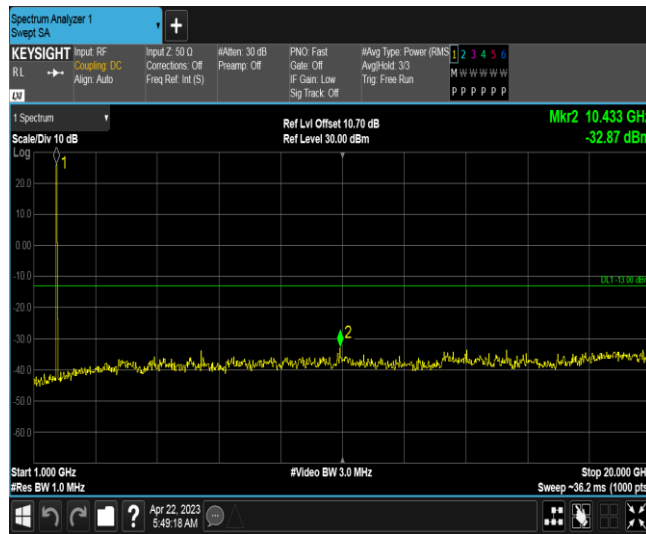 Spectrum Analyzer 1
Swept SA
+
KEYSIGHT
RL
LXI
Input: RF
Coupling: DC
Align: Auto
Input Z: 50 Ω
Corrections: Off
Freq Ref: Int (S)
#Atten: 30 dB
Preamp: Off
PNO: Fast
Gate: Off
IF Gain: Low
Sig Track: Off
#Avg Type: Power (RMS
Avg|Hold: 3/3
Trig: Free Run
1 2 3 4 5 6
M W W W W W
P P P P P P
1 Spectrum
Scale/Div 10 dB
Ref Lvl Offset 10.70 dB
Ref Level 30.00 dBm
Mkr2 10.433 GH
-32.87 dBm
Log
1
20.0
10.0
0.00
-10.0
DL1 -13.00 dB
-20.0
-30.0
2
-40.0
-50.0
-60.0
Start 1.000 GHz
#Video BW 3.0 MHz
Stop 20.000 GH
#Res BW 1.0 MHz
Sweep ~36.2 ms (1000 pts
?
Apr 22, 2023
5:49:18 AM